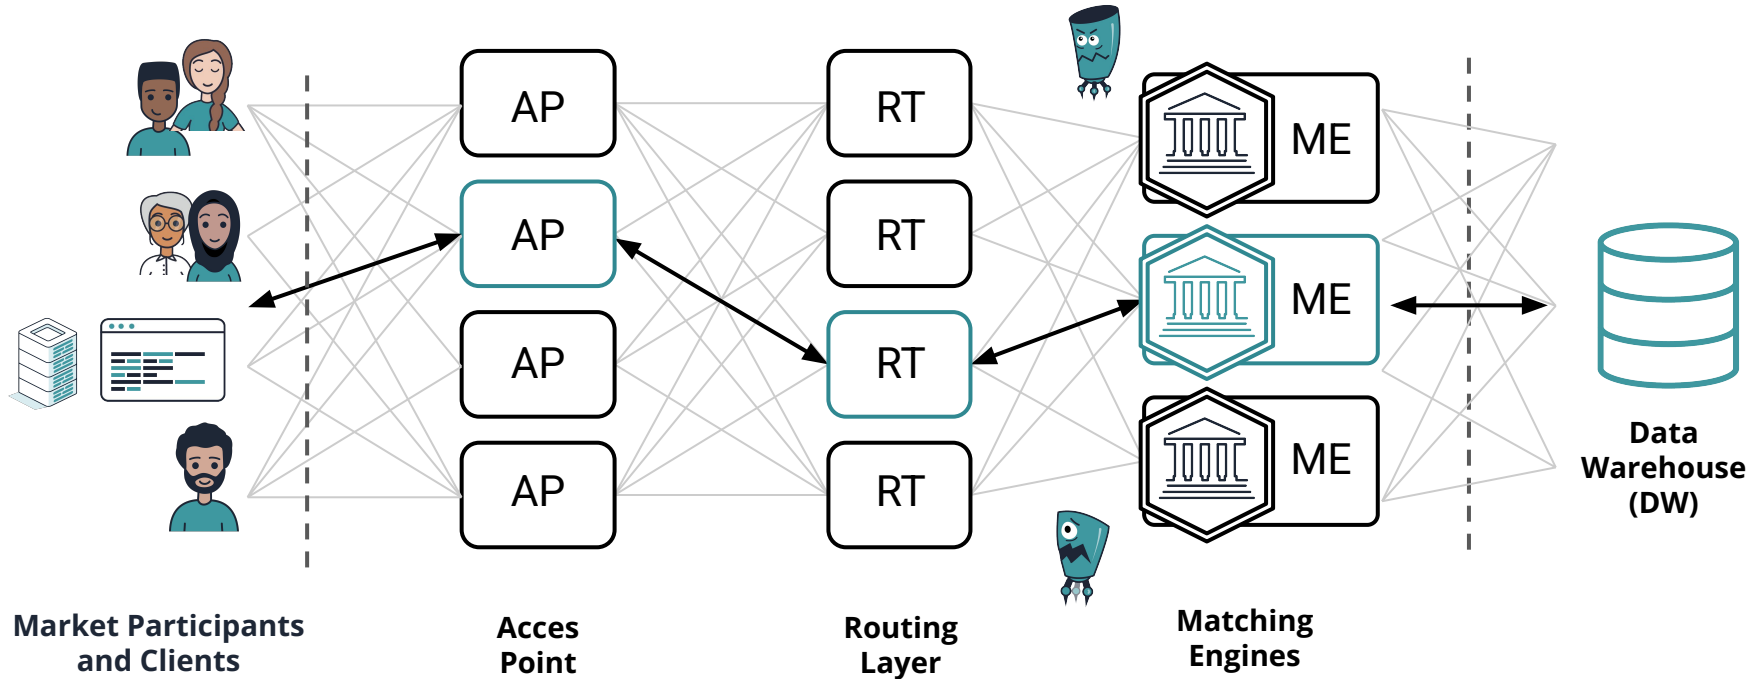 AP
AP
AP
AP
RT
RT
RT
RT
ME
ME
ME
Data
Warehouse
(DW)
Market Participants
and Clients
Acces
Point
Routing
Layer
Matching
Engines